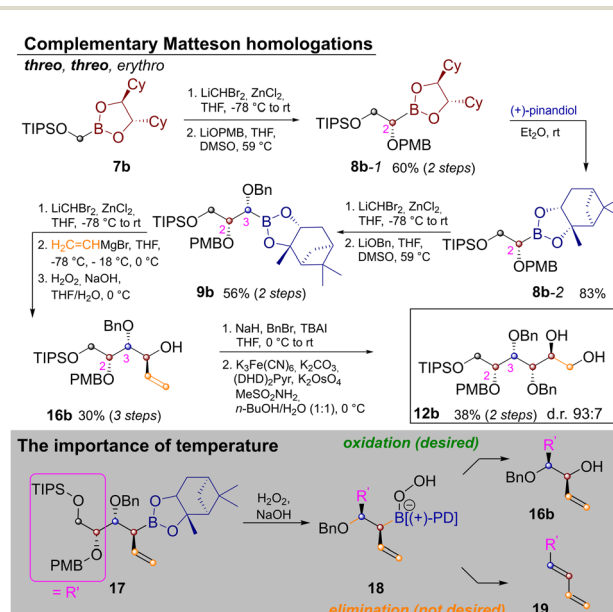 Complementary Matteson homologations
threo, threo, erythro
TIPSO
B
O
O
Cy
Cy
7b
1. LiCHBr2, ZnCl2,
THF, -78 °C to rt
2. LiOPMB, THF,
DMSO, 59 °C
TIPSO
2
B
O
O
Cy
Cy
OPMB
8b-1 60% (2 steps)
(+)-pinandiol
Et2O, rt
1. LiCHBr2, ZnCl2,
THF, -78 °C to rt
2. H2C=CHMgBr, THF,
-78 °C, - 18 °C, 0 °C
3. H2O2, NaOH,
THF/H2O, 0 °C
OBn
TIPSO
2
3
B
O
O
PMBO
9b 56% (2 steps)
1. LiCHBr2, ZnCl2,
THF, -78 °C to rt
2. LiOBn, THF,
DMSO, 59 °C
TIPSO
2
B
O
O
OPMB
8b-2 83%
BnO
TIPSO
2
3
OH
PMBO
16b 30% (3 steps)
1. NaH, BnBr, TBAI
THF, 0 °C to rt
2. K3Fe(CN)6, K2CO3,
(DHD)2Pyr, K2OsO4
MeSO2NH2,
n-BuOH/H2O (1:1), 0 °C
OBn
OH
TIPSO
2
3
OH
PMBO
OBn
12b 38% (2 steps) d.r. 93:7
The importance of temperature
oxidation (desired)
TIPS
O
OBn
B
O
O
PMB
O
= R'
17
H2O2,
NaOH
R'
O
OH
BnO
B[(+)-PD]
18
R'
BnO
OH
16b
R'
19
elimination (not desired)